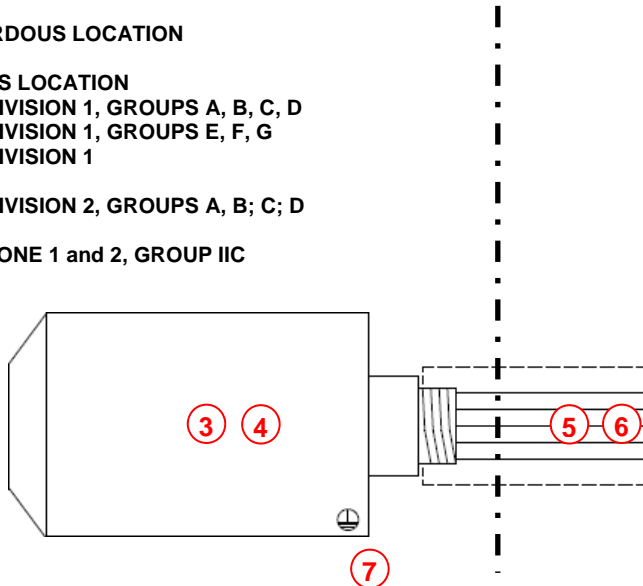 RDOUS LOCATION
S LOCATION
IVISION 1, GROUPS A, B, C, D
IVISION 1, GROUPS E, F, G
IVISION 1
IVISION 2, GROUPS A, B; C; D
ONE 1 and 2, GROUP IIC
3 4 5 6
7